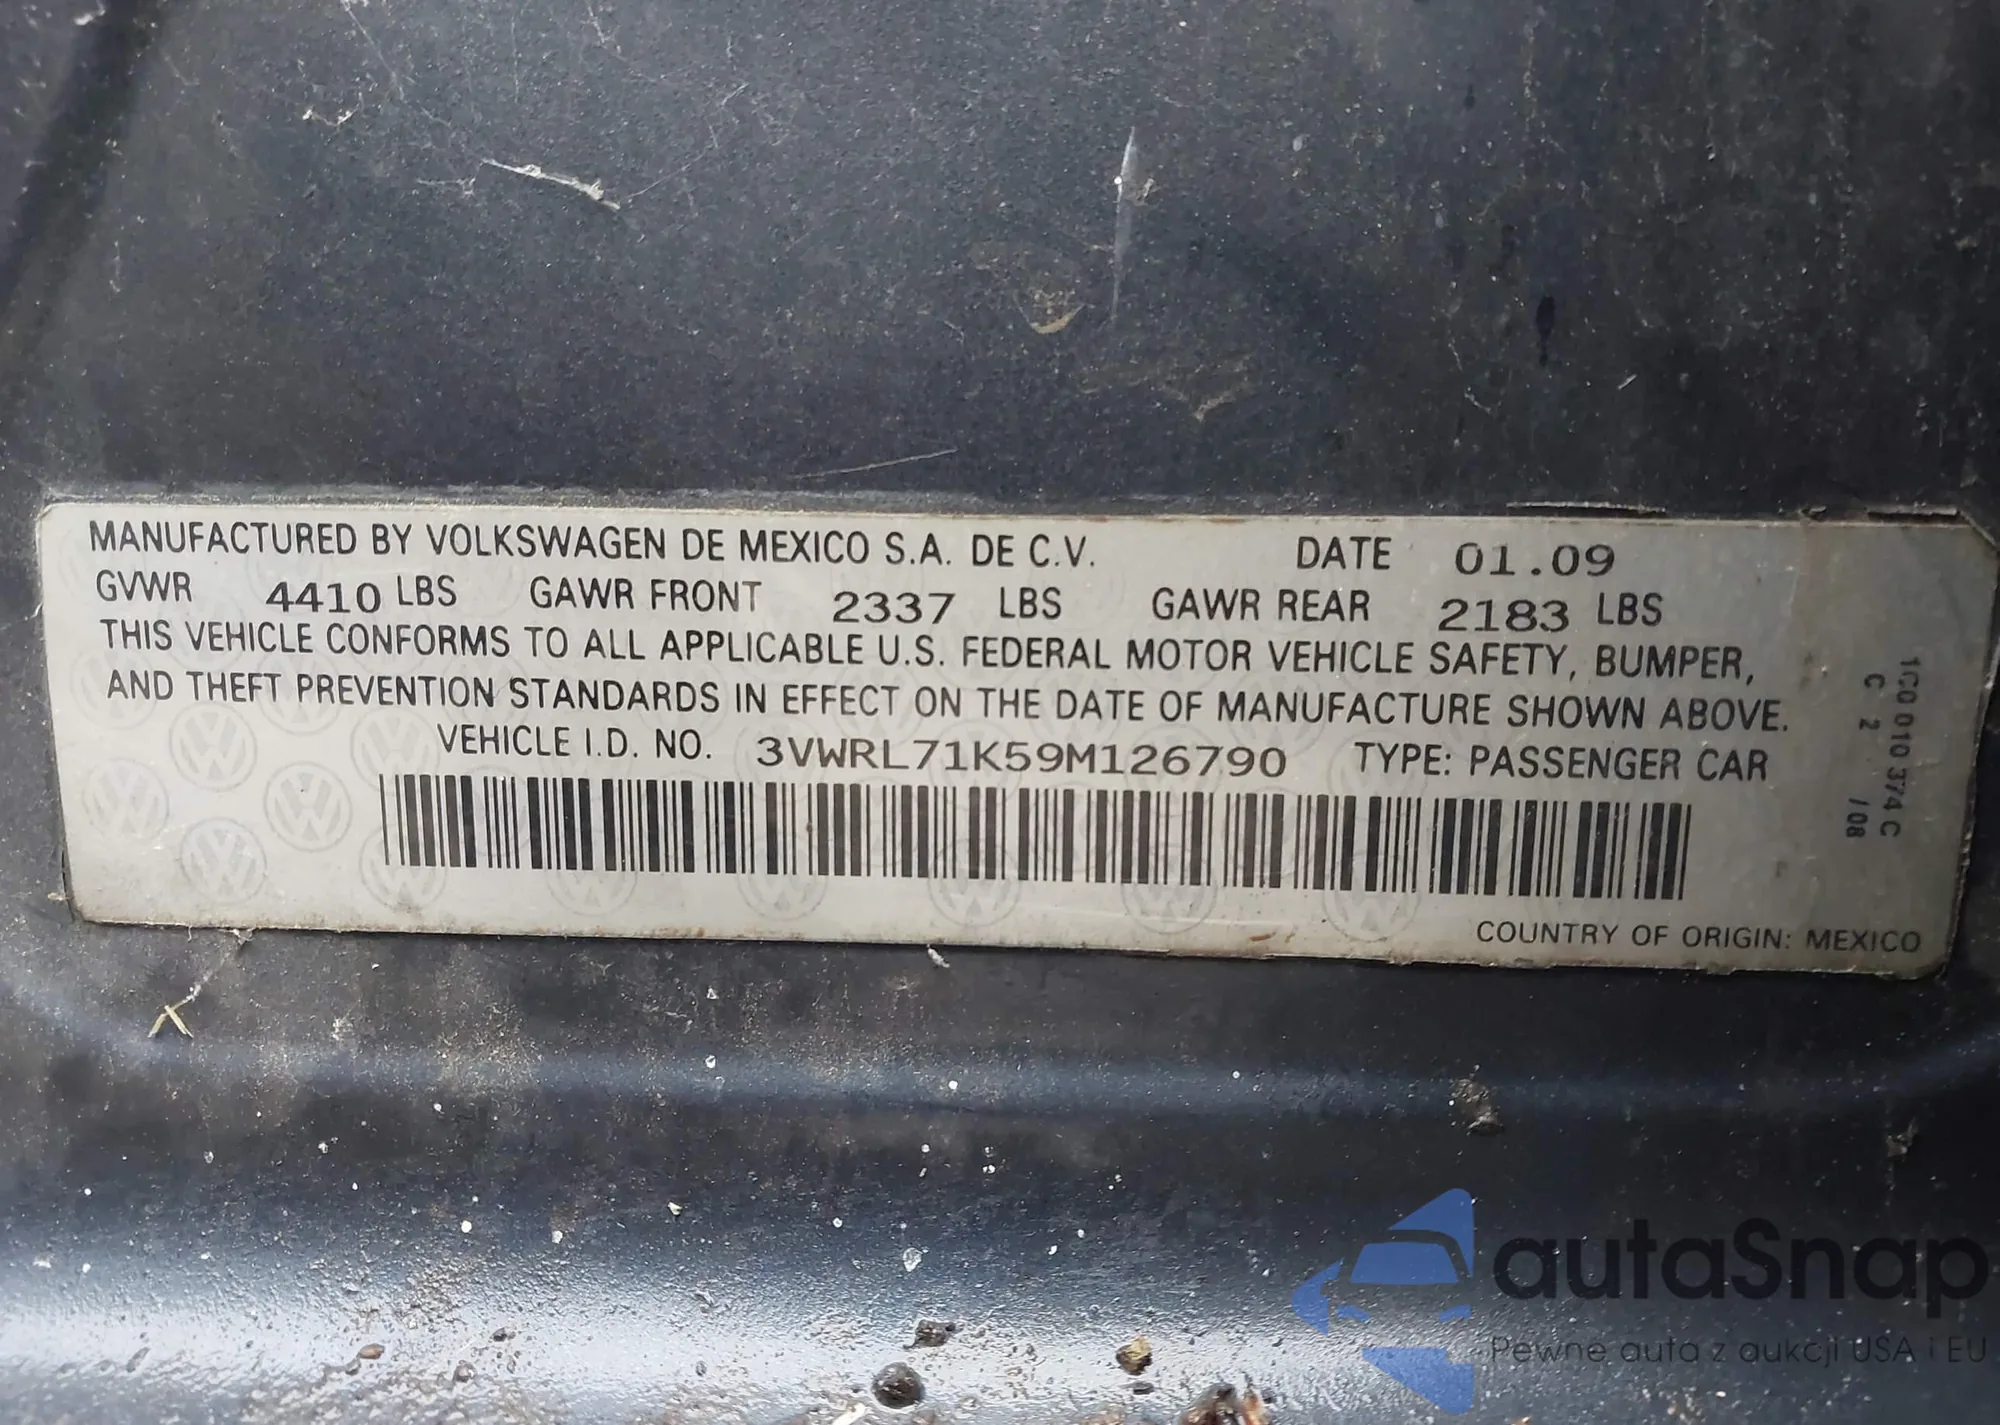 MANUFACTURED BY VOLKSWAGEN DE MEXICO S.A. DE C.V. DATE 01.09
GVWR 4410 LBS GAWR FRONT 2337 LBS GAWR REAR 2183 LBS
THIS VEHICLE CONFORMS TO ALL APPLICABLE U.S. FEDERAL MOTOR VEHICLE SAFETY, BUMPER,
AND THEFT PREVENTION STANDARDS IN EFFECT ON THE DATE OF MANUFACTURE SHOWN ABOVE.
VEHICLE I.D. NO. 3VWRL71K59M126790 TYPE: PASSENGER CAR
COUNTRY OF ORIGIN: MEXICO
1C0 010 374 C
C 2 /08
autaSnap
Pewne auta z aukcji USA i EU